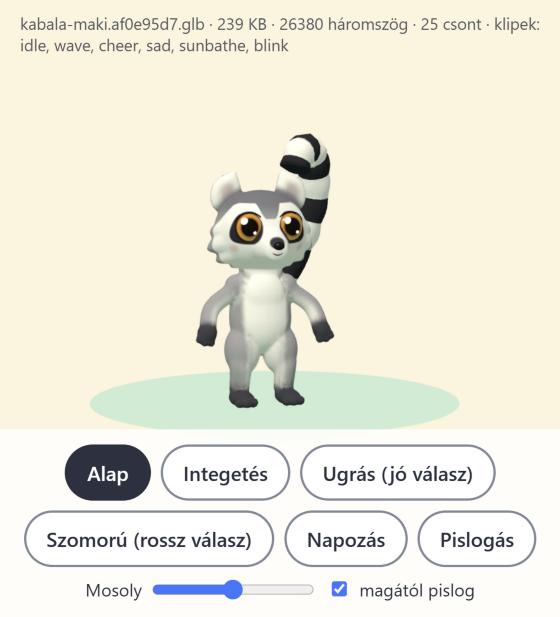 kabala-maki.af0e95d7.glb · 239 KB · 26380 háromszög · 25 csont · klipek:
idle, wave, cheer, sad, sunbathe, blink
Alap Integetés Ugrás (jó válasz)
Szomorú (rossz válasz) Napozás Pislogás
Mosoly magától pislog